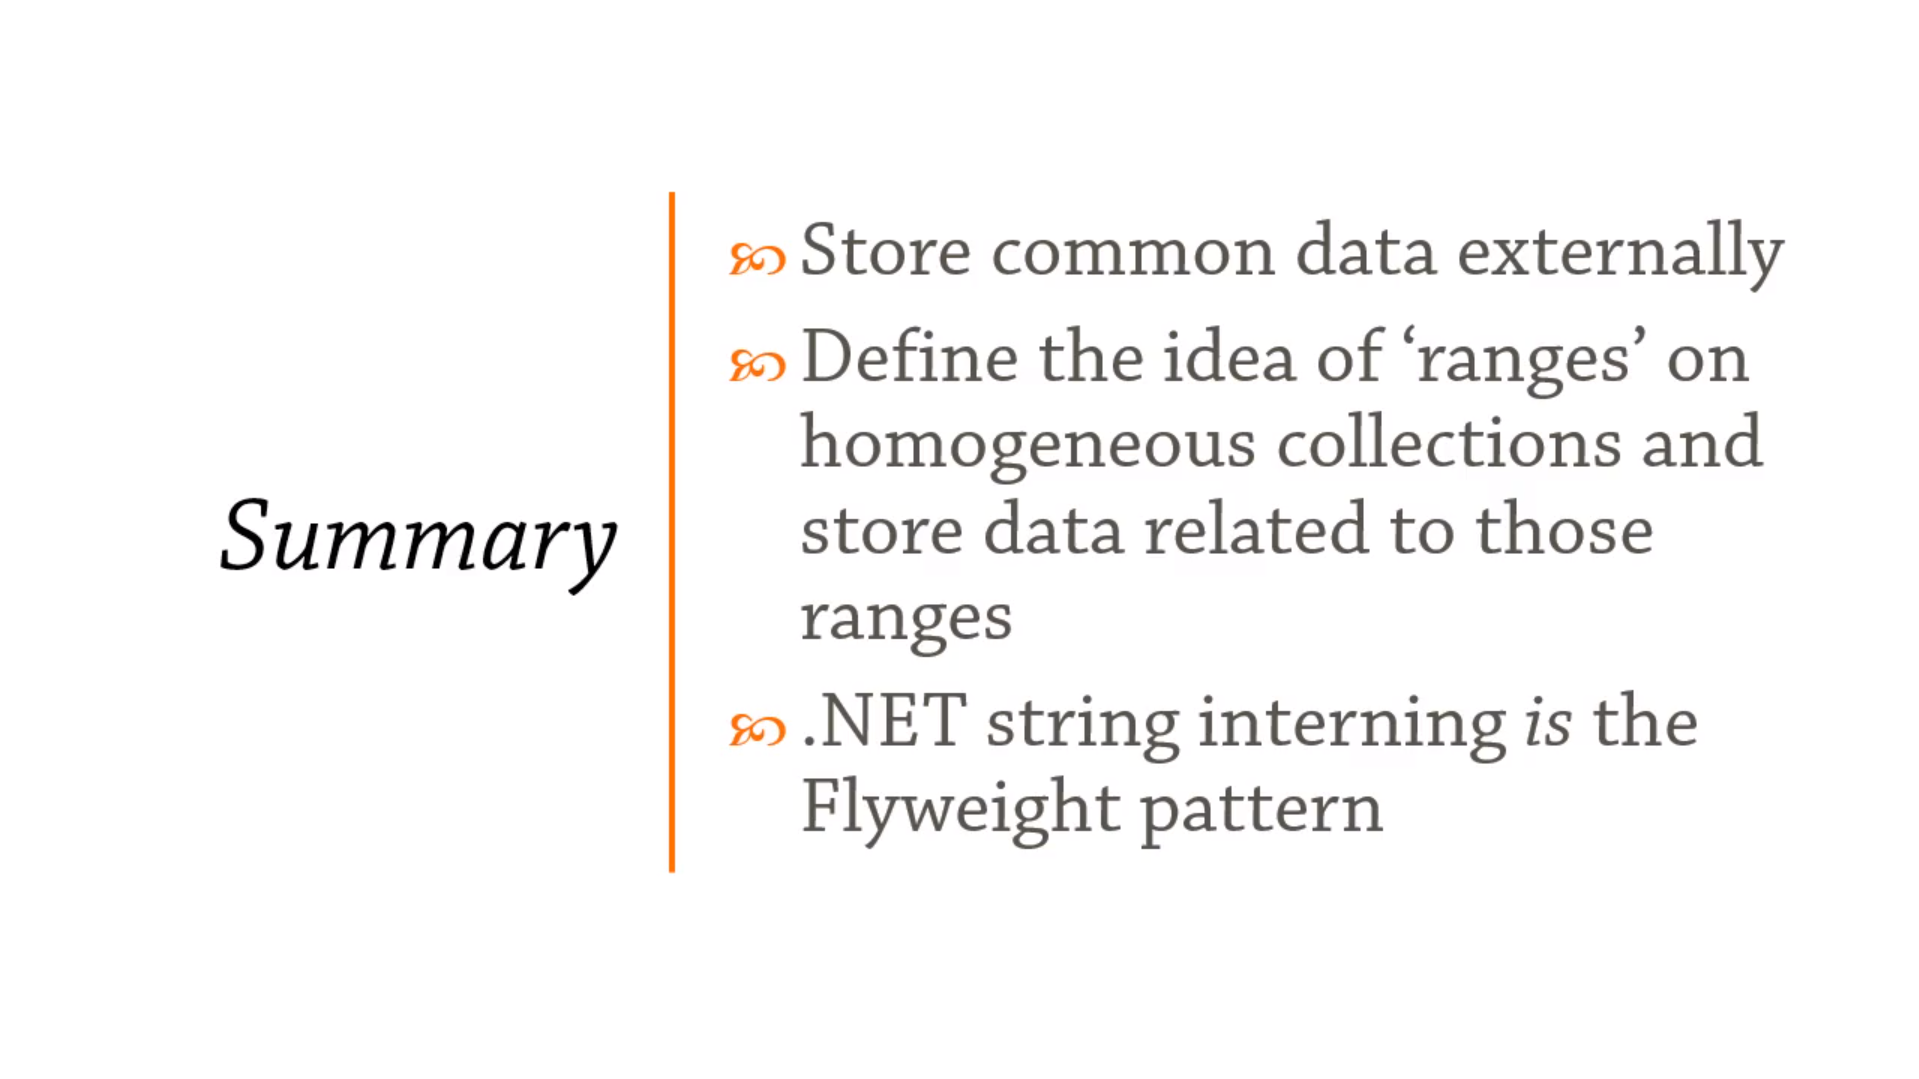 Summary
Store common data externally
Define the idea of ‘ranges’ on
homogeneous collections and
store data related to those
ranges
.NET string interning is the
Flyweight pattern